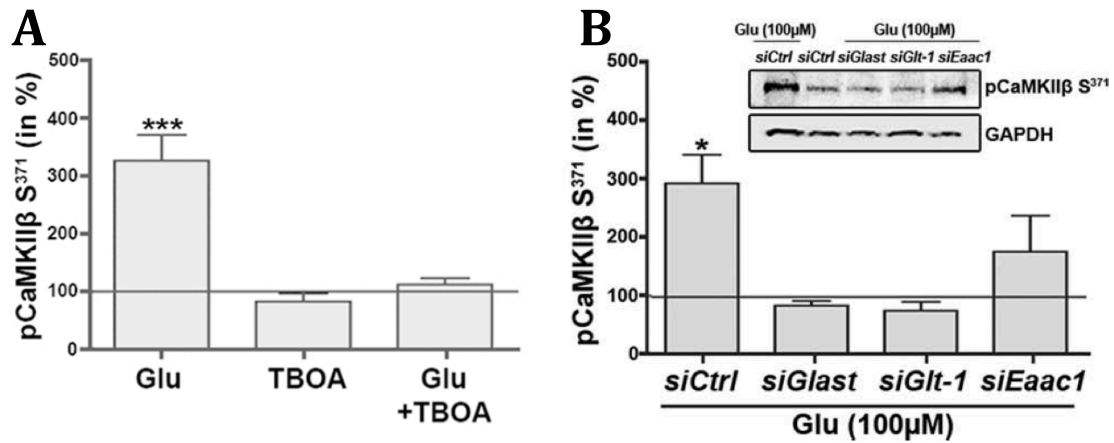 A
pCaMKIIβ S³⁷¹ (in %)
500
400
300
200
100
0
***
Glu
TBOA
Glu
+TBOA
B
pCaMKIIβ S³⁷¹ (in %)
500
400
300
200
100
0
*
Glu (100µM)
Glu (100µM)
siCtrl siCtrl siGlast siGlt-1 siEaac1
pCaMKIIβ S³⁷¹
GAPDH
siCtrl
siGlast
siGlt-1
siEaac1
Glu (100µM)